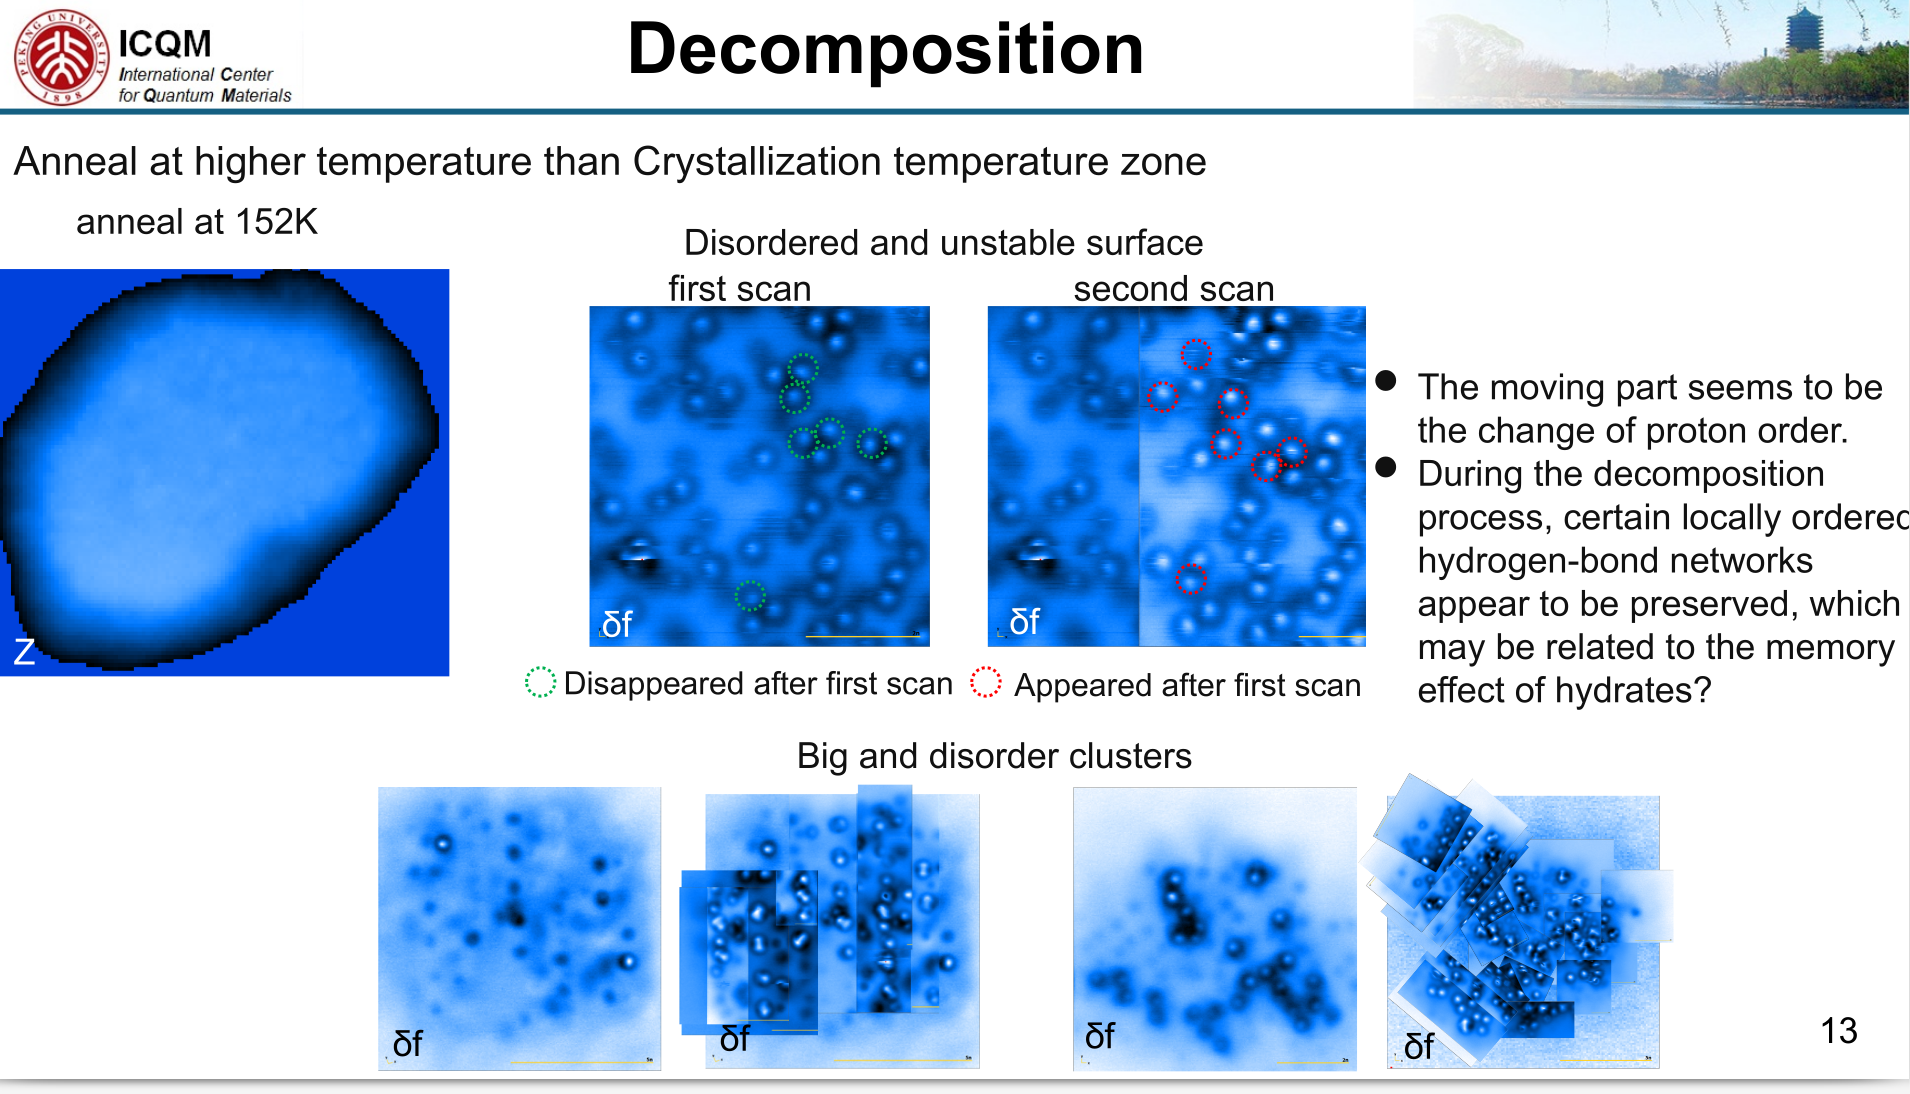 ICQM
International Center
for Quantum Materials
PEKING UNIVERSITY
1898
Decomposition
Anneal at higher temperature than Crystallization temperature zone
anneal at 152K
Z
Disordered and unstable surface
first scan
second scan
δf
δf
Disappeared after first scan
Appeared after first scan
● The moving part seems to be
the change of proton order.
● During the decomposition
process, certain locally ordered
hydrogen-bond networks
appear to be preserved, which
may be related to the memory
effect of hydrates?
Big and disorder clusters
δf
δf
δf
δf
13